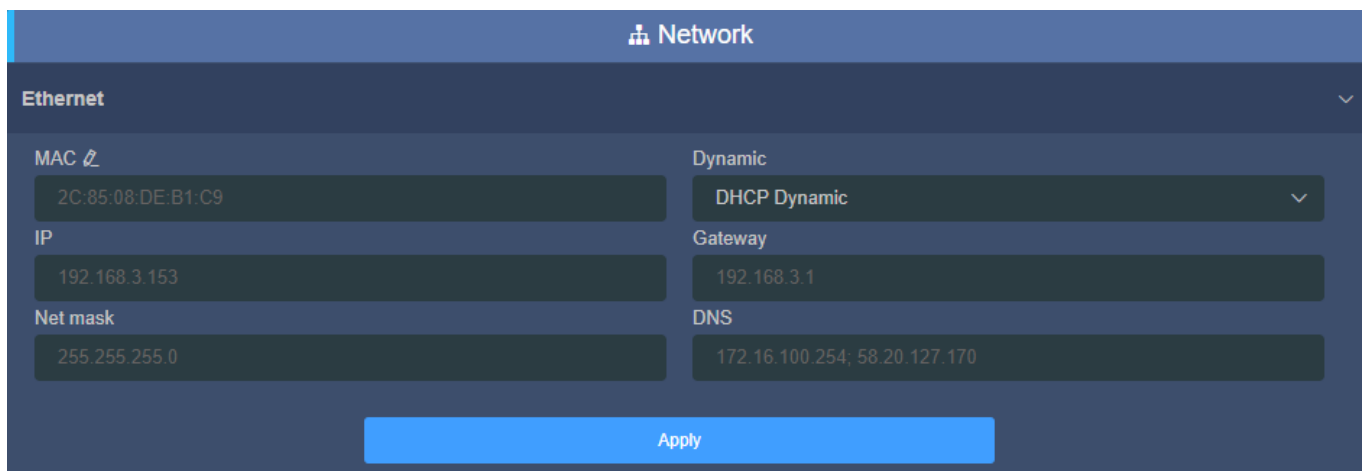 Network
Ethernet
MAC
Dynamic
2C:85:08:DE:B1:C9
DHCP Dynamic
IP
Gateway
192.168.3.153
192.168.3.1
Net mask
DNS
255.255.255.0
172.16.100.254; 58.20.127.170
Apply